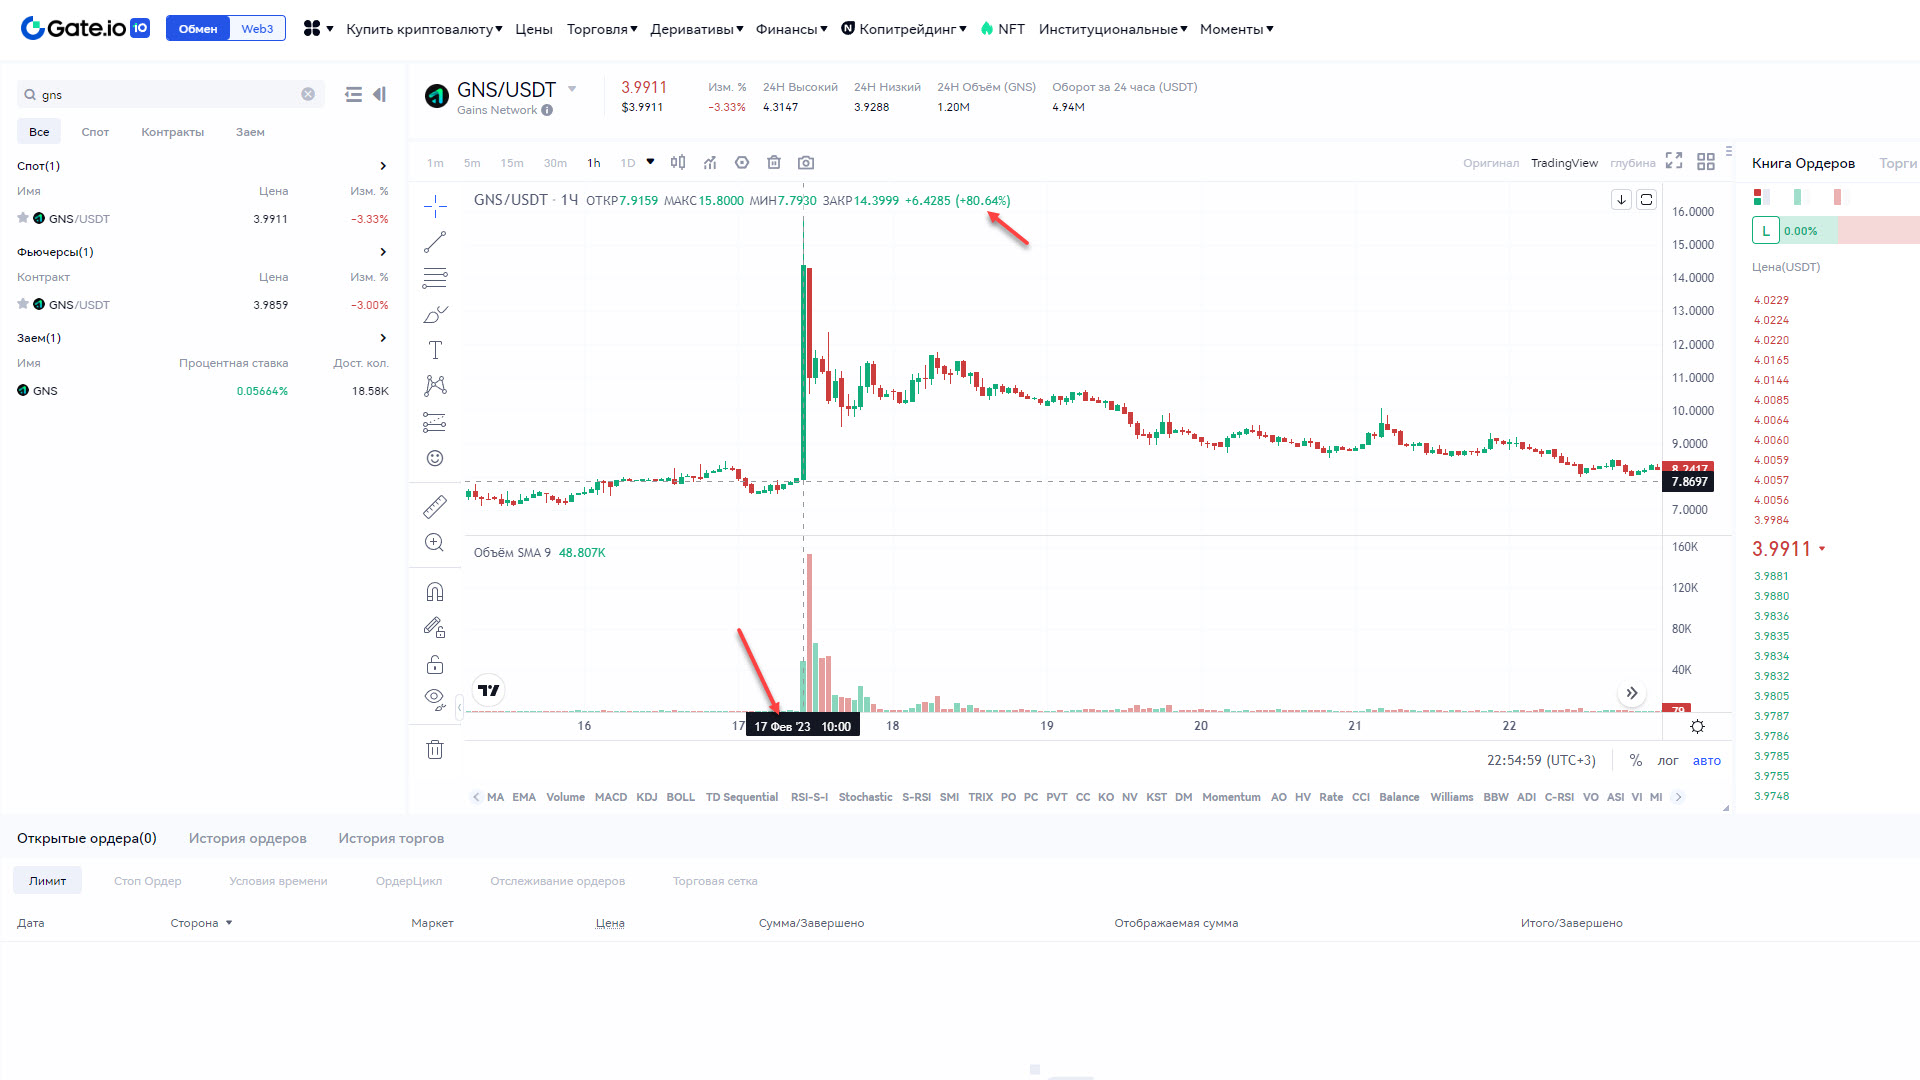 Gate.io 10
Обмен Web3 Купить криптовалюту Цены Торговля Деривативы Финансы Копитрейдинг NFT Институциональные Моменты
gns
Все Спот Контракты Заем
Спот(1)
Имя Цена Изм. %
GNS/USDT 3.9911 -3.33%
Фьючерсы(1)
Контракт Цена Изм. %
GNS/USDT 3.9859 -3.00%
Заем(1)
Имя Процентная ставка Дост. кол.
GNS 0.05664% 18.58K
GNS/USDT
Gains Network
3.9911
$3.9911
Изм. %
-3.33%
24H Высокий
4.3147
24H Низкий
3.9288
24H Объём (GNS)
1.20M
Оборот за 24 часа (USDT)
4.94M
1m 5m 15m 30m 1h 1D
Оригинал TradingView глубина
GNS/USDT · 1Ч ОТКР7.9159 МАКС15.8000 МИН7.7930 ЗАКР14.3999 +6.4285 (+80.64%)
16.0000
15.0000
14.0000
13.0000
12.0000
11.0000
10.0000
9.0000
8.2417
7.8697
7.0000
Объём SMA 9 48.807K
160K
120K
80K
40K
79
16 17 17 Фев '23 10:00 18 19 20 21 22
22:54:59 (UTC+3) % лог авто
MA EMA Volume MACD KDJ BOLL TD Sequential RSI-S-I Stochastic S-RSI SMI TRIX PO PC PVT CC KO NV KST DM Momentum AO HV Rate CCI Balance Williams BBW ADI C-RSI VO ASI VI MI
Книга Ордеров Торги
L 0.00%
Цена(USDT)
4.0229
4.0224
4.0220
4.0165
4.0144
4.0085
4.0064
4.0060
4.0059
4.0057
4.0056
3.9984
3.9911
3.9881
3.9880
3.9836
3.9835
3.9834
3.9832
3.9805
3.9787
3.9786
3.9785
3.9755
3.9748
Открытые ордера(0) История ордеров История торгов
Лимит Стоп Ордер Условия времени ОрдерЦикл Отслеживание ордеров Торговая сетка
Дата Сторона Маркет Цена Сумма/Завершено Отображаемая сумма Итого/Завершено